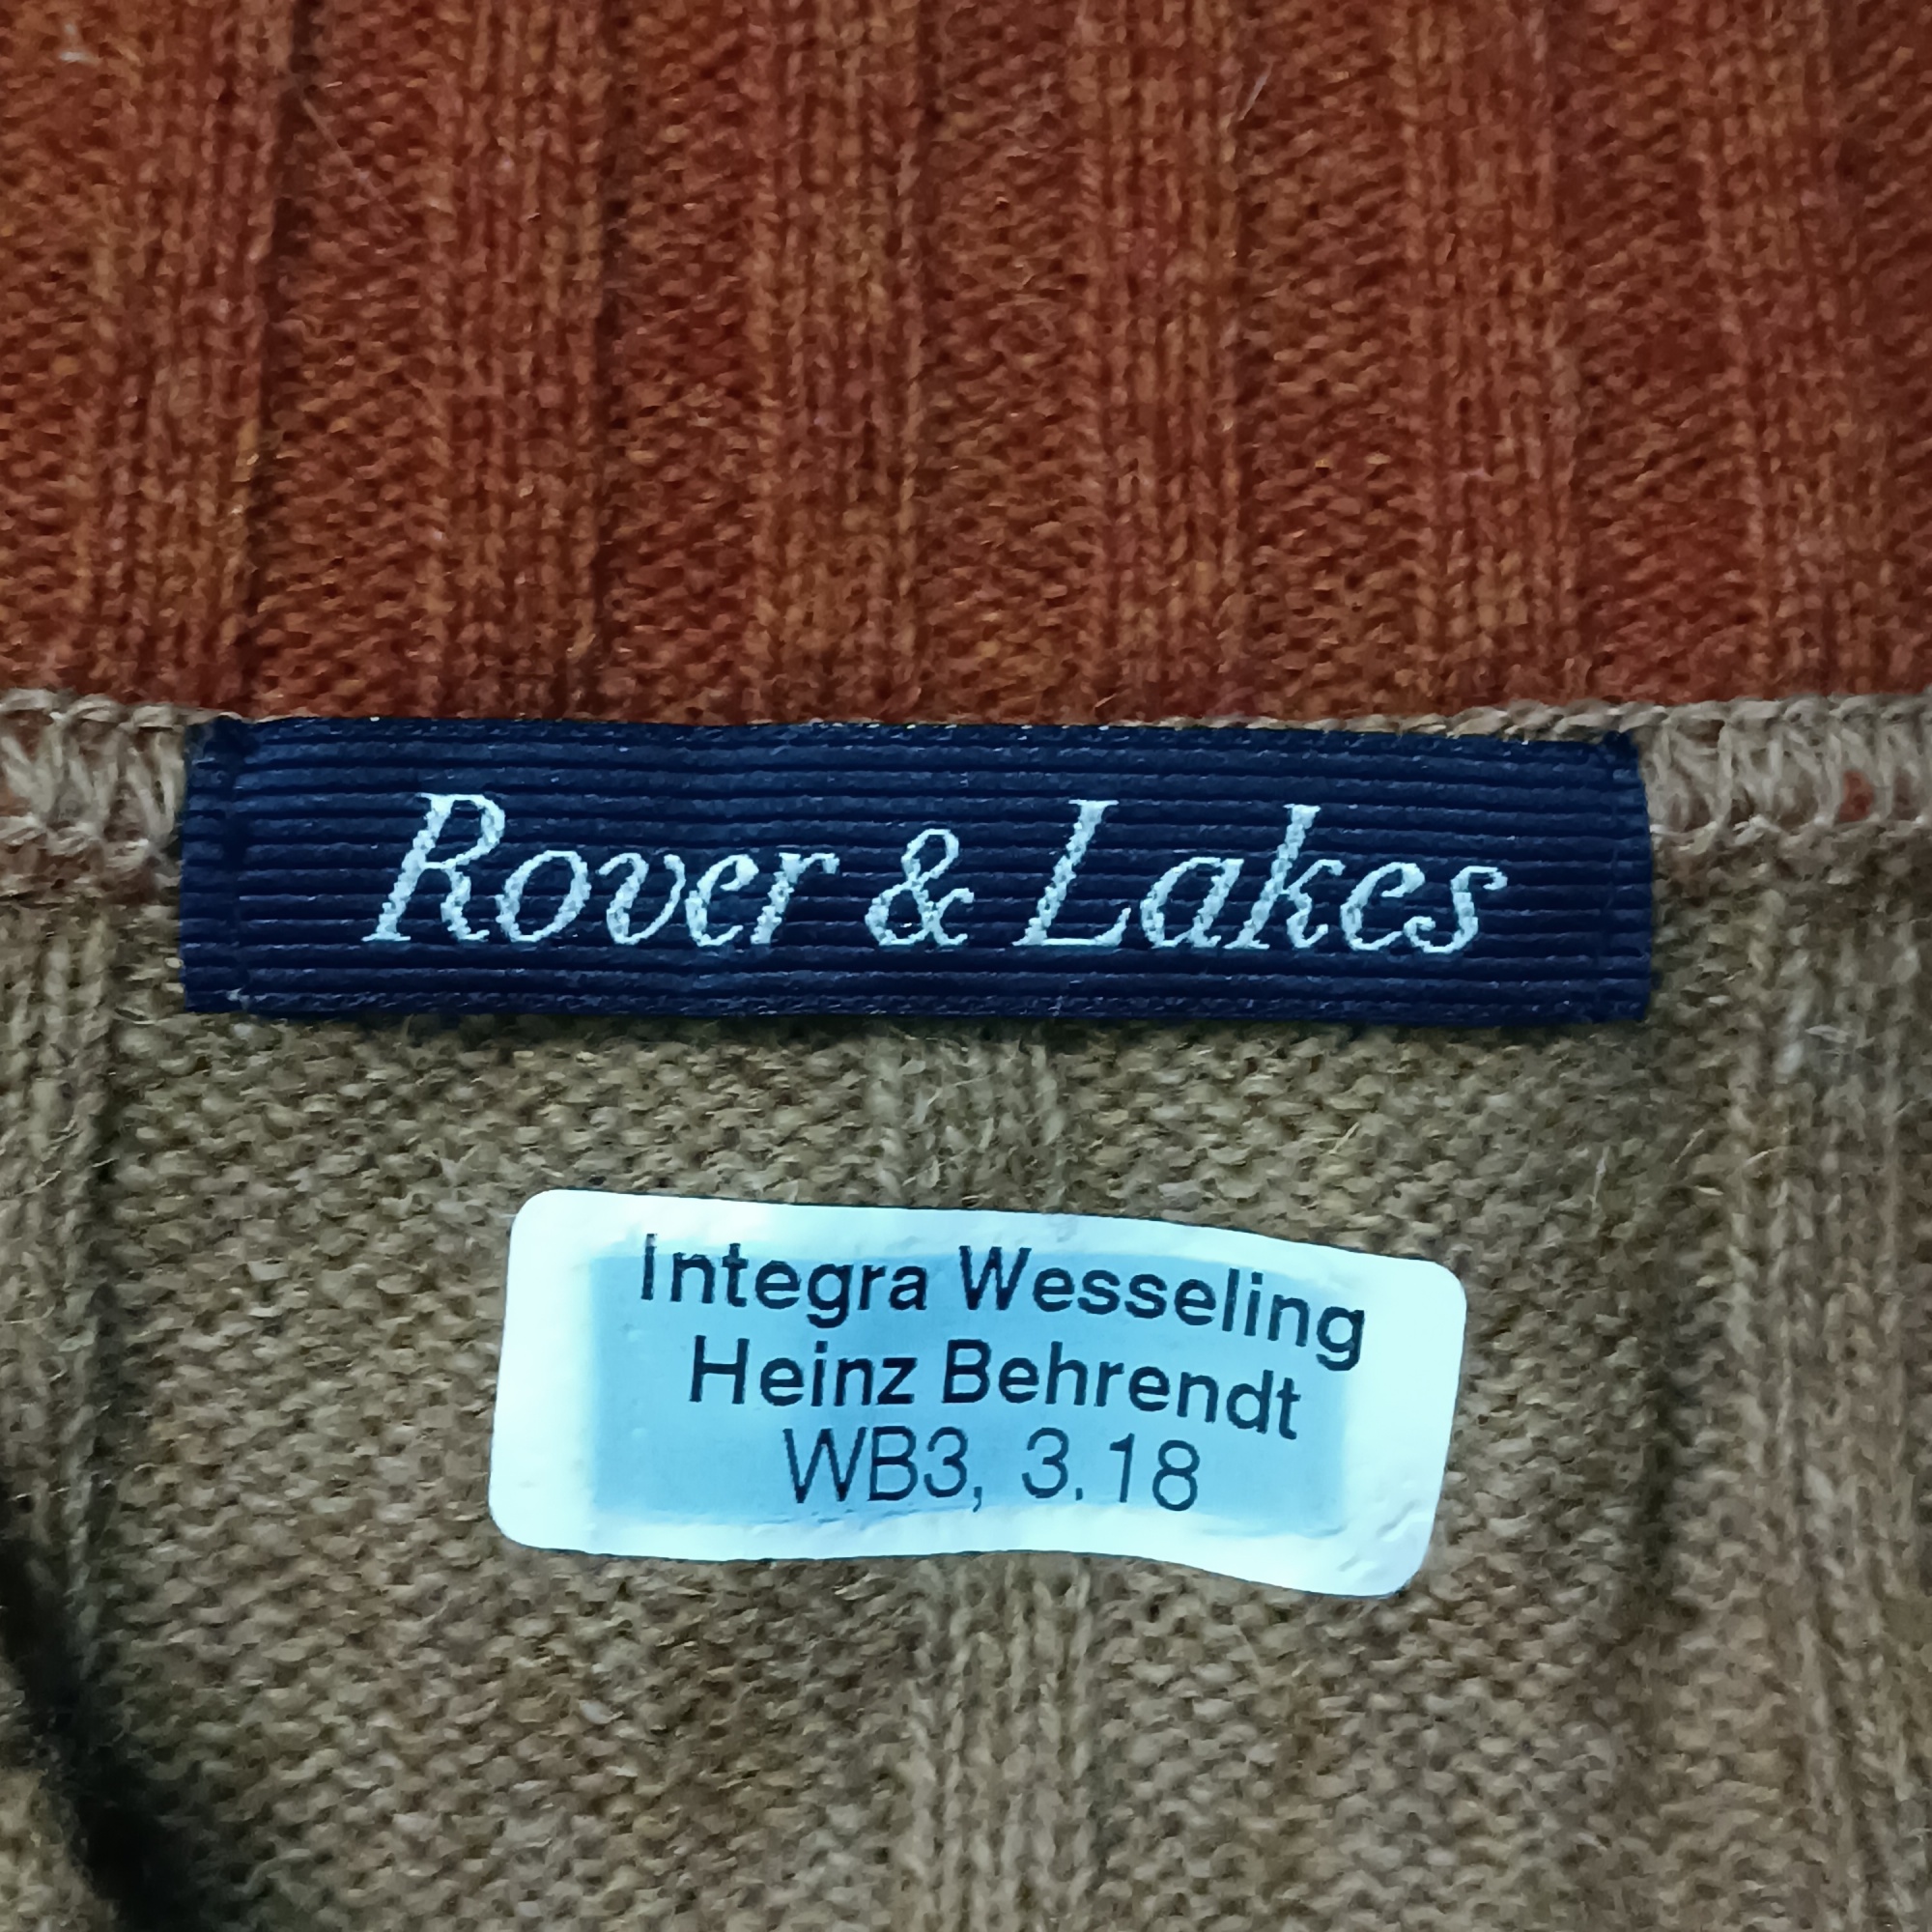 Rover & Lakes
Integra Wesseling
Heinz Behrendt
WB3, 3.18